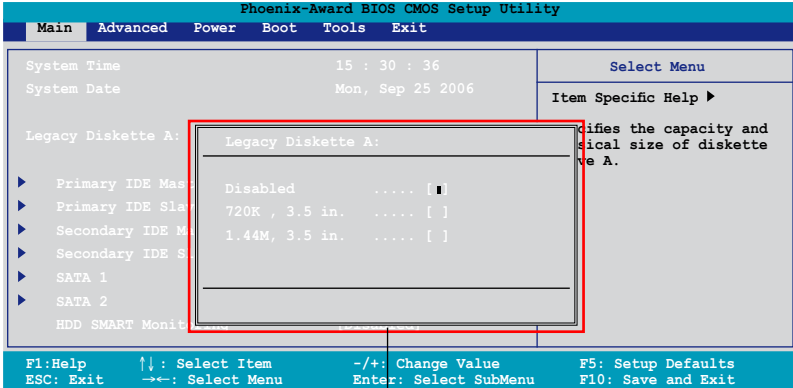 Phoenix-Award BIOS CMOS Setup Utility
Main Advanced Power Boot Tools Exit
System Time 15 : 30 : 36
System Date Mon, Sep 25 2006
Legacy Diskette A:
Primary IDE Mas
Primary IDE Sla
Secondary IDE M
Secondary IDE S
SATA 1
SATA 2
HDD SMART Monit
Legacy Diskette A:
Disabled ..... [ ]
720K , 3.5 in. ..... [ ]
1.44M, 3.5 in. ..... [ ]
Select Menu
Item Specific Help
cifies the capacity and
sical size of diskette
ve A.
F1:Help ↑↓ : Select Item -/+: Change Value F5: Setup Defaults
ESC: Exit →←: Select Menu Enter: Select SubMenu F10: Save and Exit